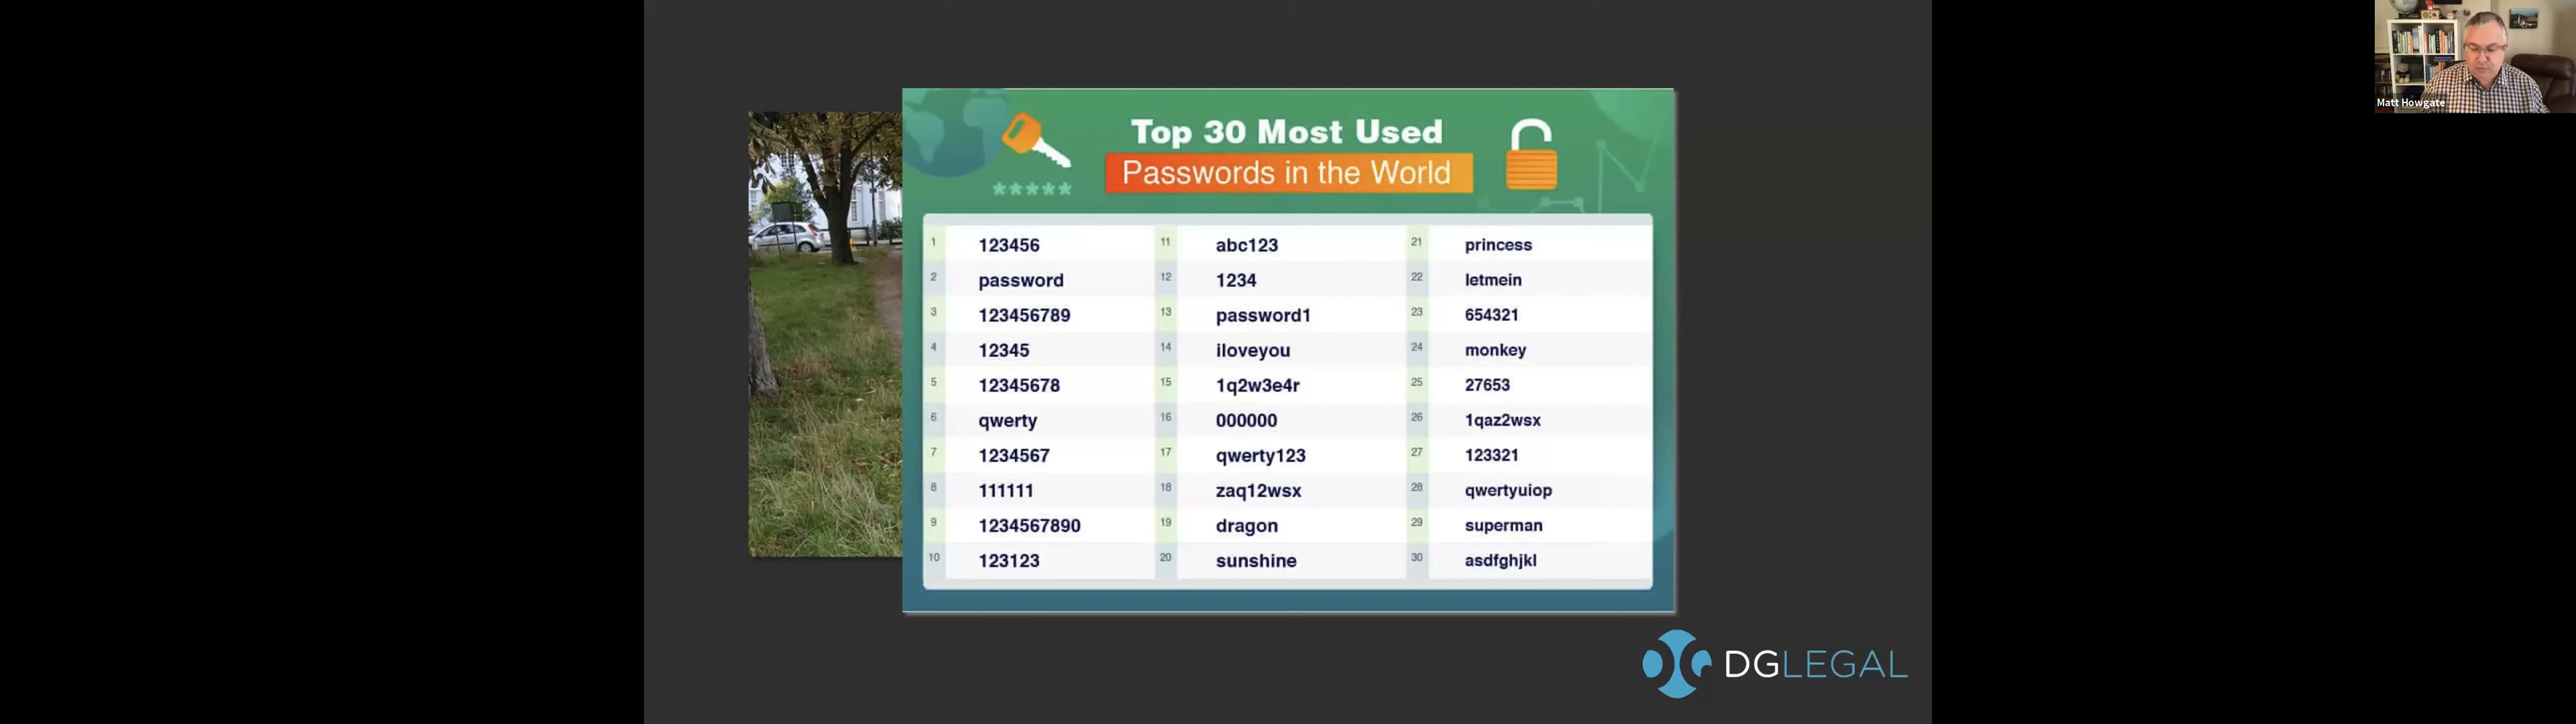 Top 30 Most Used
Passwords in the World
*****
1 123456
2 password
3 123456789
4 12345
5 12345678
6 qwerty
7 1234567
8 111111
9 1234567890
10 123123
11 abc123
12 1234
13 password1
14 iloveyou
15 1q2w3e4r
16 000000
17 qwerty123
18 zaq12wsx
19 dragon
20 sunshine
21 princess
22 letmein
23 654321
24 monkey
25 27653
26 1qaz2wsx
27 123321
28 qwertyuiop
29 superman
30 asdfghjkl
DGLEGAL
Matt Howgate